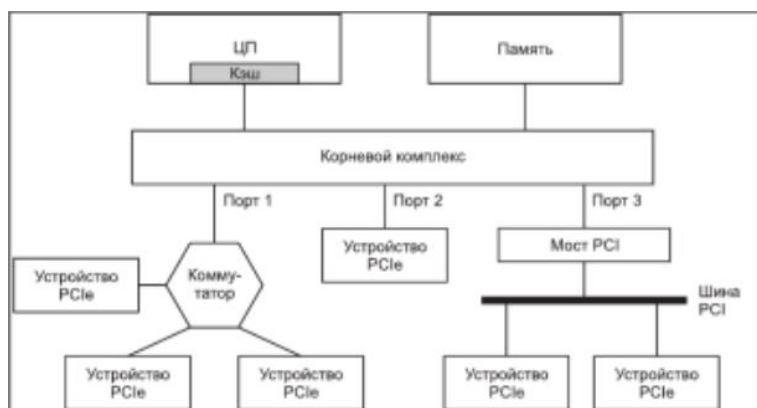 ЦП
Кэш
Память
Корневой комплекс
Порт 1
Порт 2
Порт 3
Устройство
PCIe
Комму-
татор
Устройство
PCIe
Мост PCI
Шина
PCI
Устройство
PCIe
Устройство
PCIe
Устройство
PCIe
Устройство
PCIe